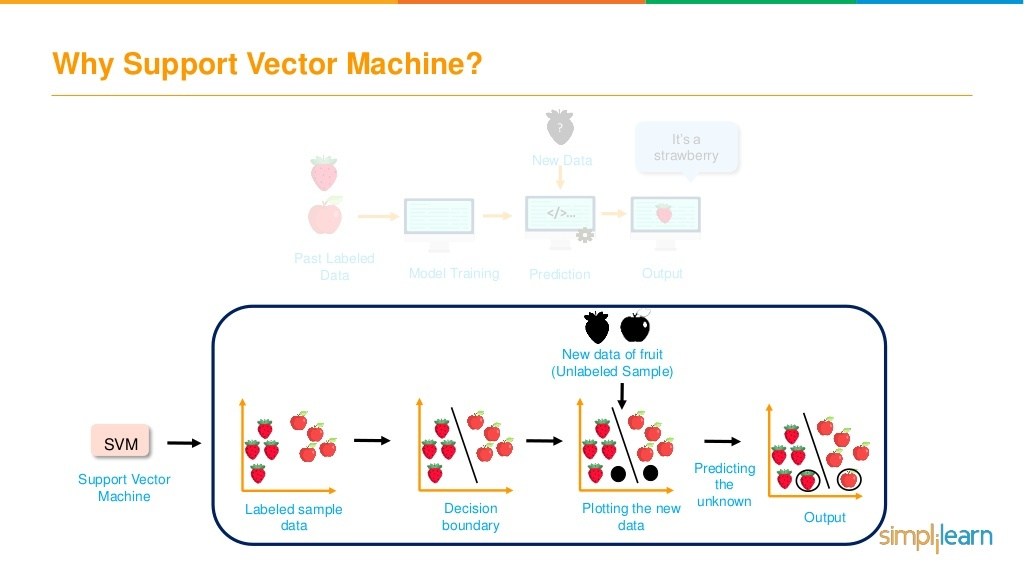 Why Support Vector Machine?
?
New Data
It's a
strawberry
</>...
Past Labeled
Data
Model Training
Prediction
Output
New data of fruit
(Unlabeled Sample)
SVM
Support Vector
Machine
Labeled sample
data
Decision
boundary
Plotting the new
data
Predicting
the
unknown
Output
simplilearn